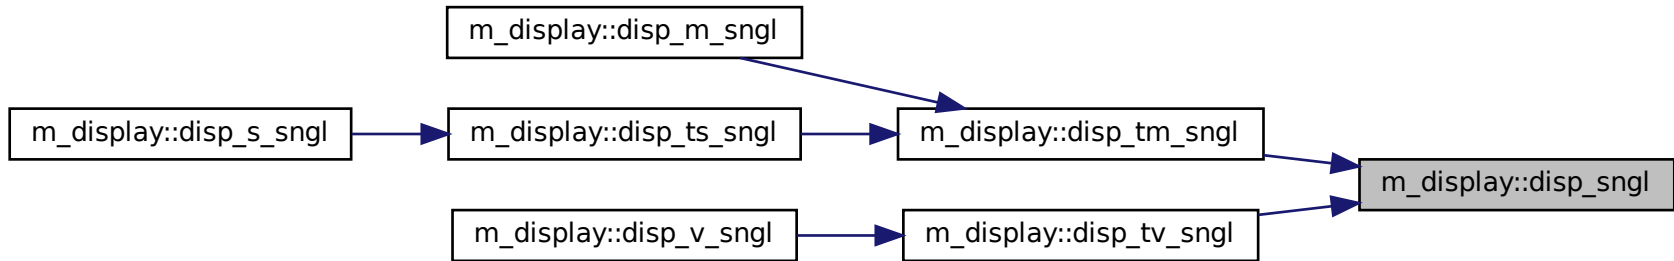 m_display::disp_m_sngl
m_display::disp_s_sngl
m_display::disp_ts_sngl
m_display::disp_tm_sngl
m_display::disp_sngl
m_display::disp_v_sngl
m_display::disp_tv_sngl